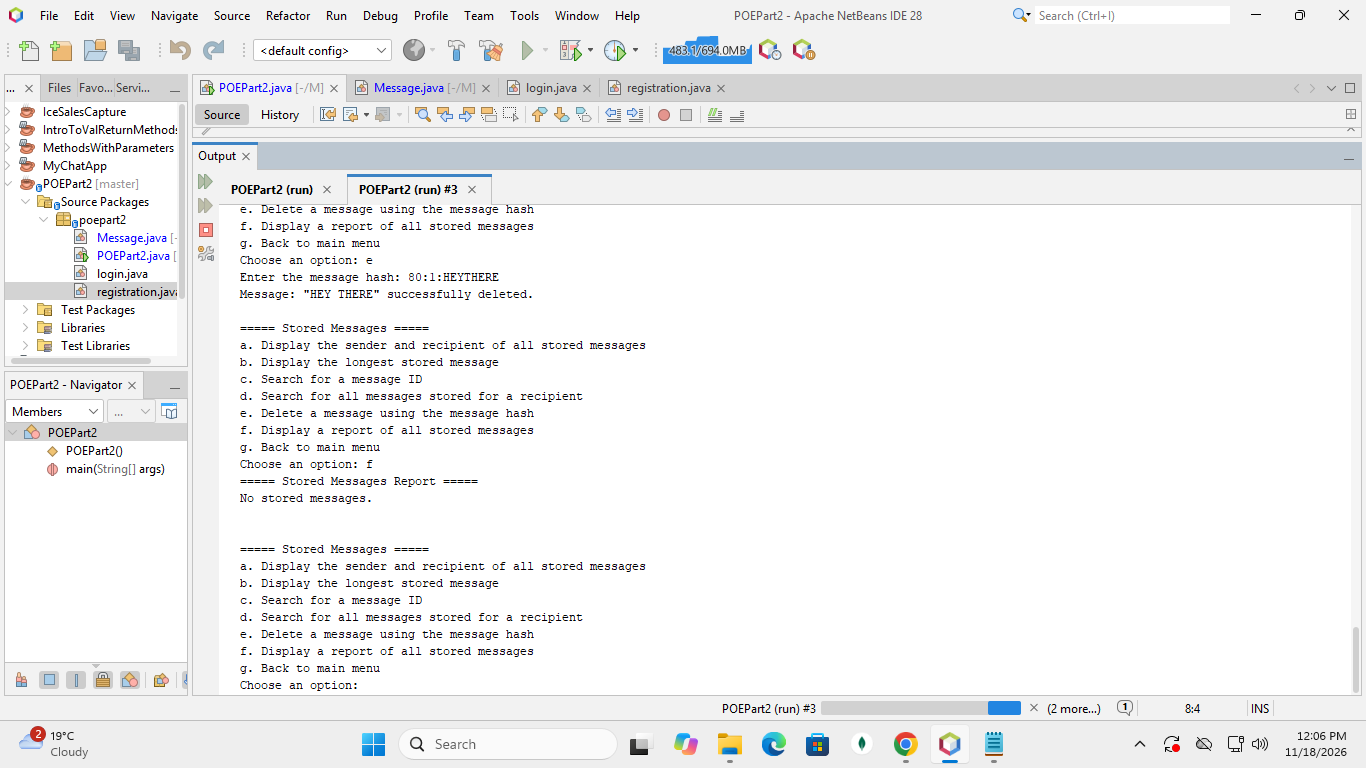 File Edit View Navigate Source Refactor Run Debug Profile Team Tools Window Help POEPart2 - Apache NetBeans IDE 28 Search (Ctrl+I)
<default config> 483.1/694.0MB
... Files Favo... Servi...
IceSalesCapture
IntroToValReturnMethods
MethodsWithParameters
MyChatApp
POEPart2 [master]
Source Packages
poepart2
Message.java [-
POEPart2.java [
login.java
registration.java
Test Packages
Libraries
Test Libraries
POEPart2 - Navigator
Members ...
POEPart2
POEPart2()
main(String[] args)
POEPart2.java [-/M] Message.java [-/M] login.java registration.java
Source History
Output
POEPart2 (run) POEPart2 (run) #3
e. Delete a message using the message hash
f. Display a report of all stored messages
g. Back to main menu
Choose an option: e
Enter the message hash: 80:1:HEYTHERE
Message: "HEY THERE" successfully deleted.
===== Stored Messages =====
a. Display the sender and recipient of all stored messages
b. Display the longest stored message
c. Search for a message ID
d. Search for all messages stored for a recipient
e. Delete a message using the message hash
f. Display a report of all stored messages
g. Back to main menu
Choose an option: f
===== Stored Messages Report =====
No stored messages.
===== Stored Messages =====
a. Display the sender and recipient of all stored messages
b. Display the longest stored message
c. Search for a message ID
d. Search for all messages stored for a recipient
e. Delete a message using the message hash
f. Display a report of all stored messages
g. Back to main menu
Choose an option:
POEPart2 (run) #3 (2 more...) 1 8:4 INS
2
19°C
Cloudy
Search
12:06 PM
11/18/2026